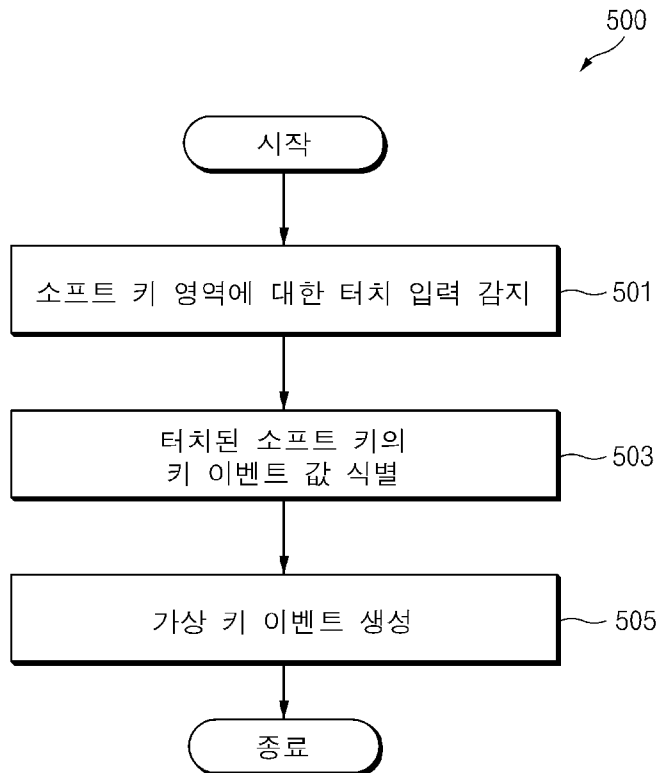 500
시작
소프트 키 영역에 대한 터치 입력 감지
501
터치된 소프트 키의
키 이벤트 값 식별
503
가상 키 이벤트 생성
505
종료